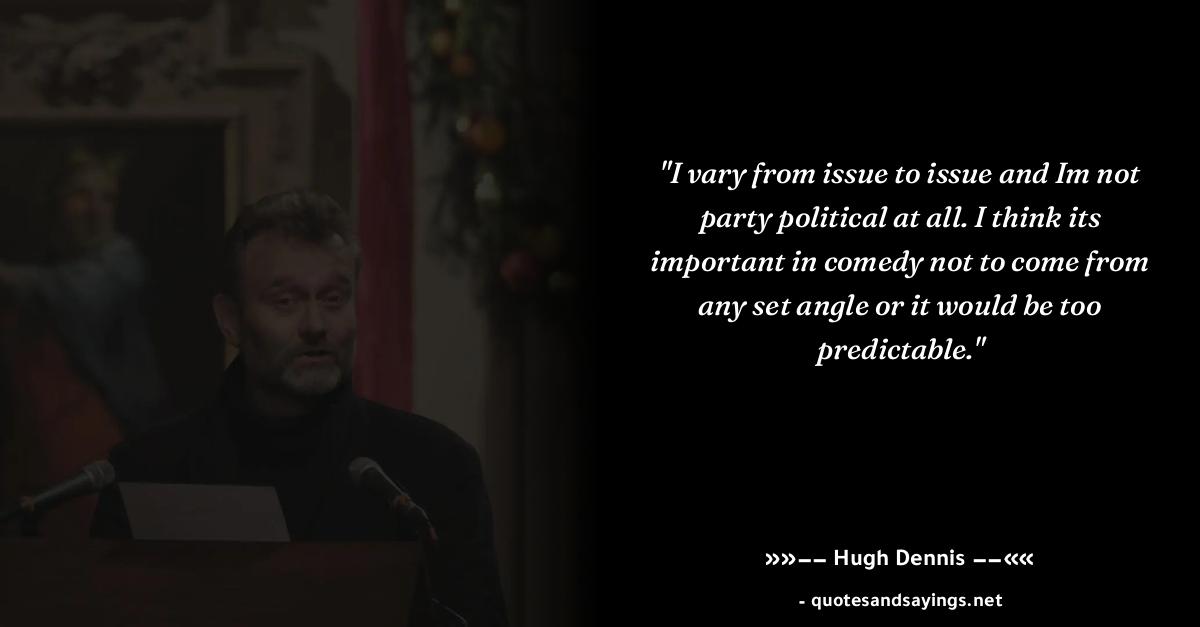 "I vary from issue to issue and Im not
party political at all. I think its
important in comedy not to come from
any set angle or it would be too
predictable."
»»–– Hugh Dennis ––««
- quotesandsayings.net